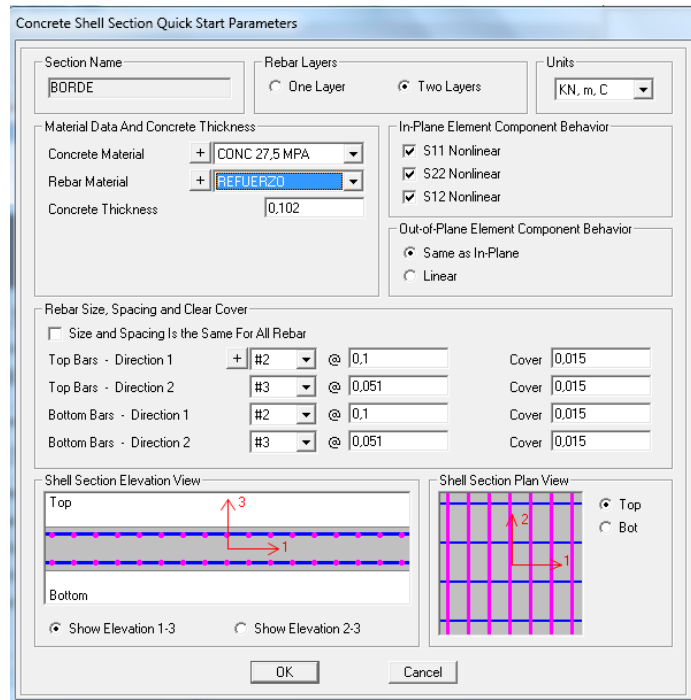 Concrete Shell Section Quick Start Parameters
Section Name
BORDE
Rebar Layers
One Layer Two Layers
Units
KN, m, C
Material Data And Concrete Thickness
Concrete Material + CONC 27,5 MPA
Rebar Material + REFUERZO
Concrete Thickness 0,102
In-Plane Element Component Behavior
S11 Nonlinear
S22 Nonlinear
S12 Nonlinear
Out-of-Plane Element Component Behavior
Same as In-Plane
Linear
Rebar Size, Spacing and Clear Cover
Size and Spacing Is the Same For All Rebar
Top Bars - Direction 1 + #2 @ 0,1 Cover 0,015
Top Bars - Direction 2 #3 @ 0,051 Cover 0,015
Bottom Bars - Direction 1 #2 @ 0,1 Cover 0,015
Bottom Bars - Direction 2 #3 @ 0,051 Cover 0,015
Shell Section Elevation View
Top
3
1
Bottom
Show Elevation 1-3 Show Elevation 2-3
Shell Section Plan View
2
1
Top
Bot
OK Cancel